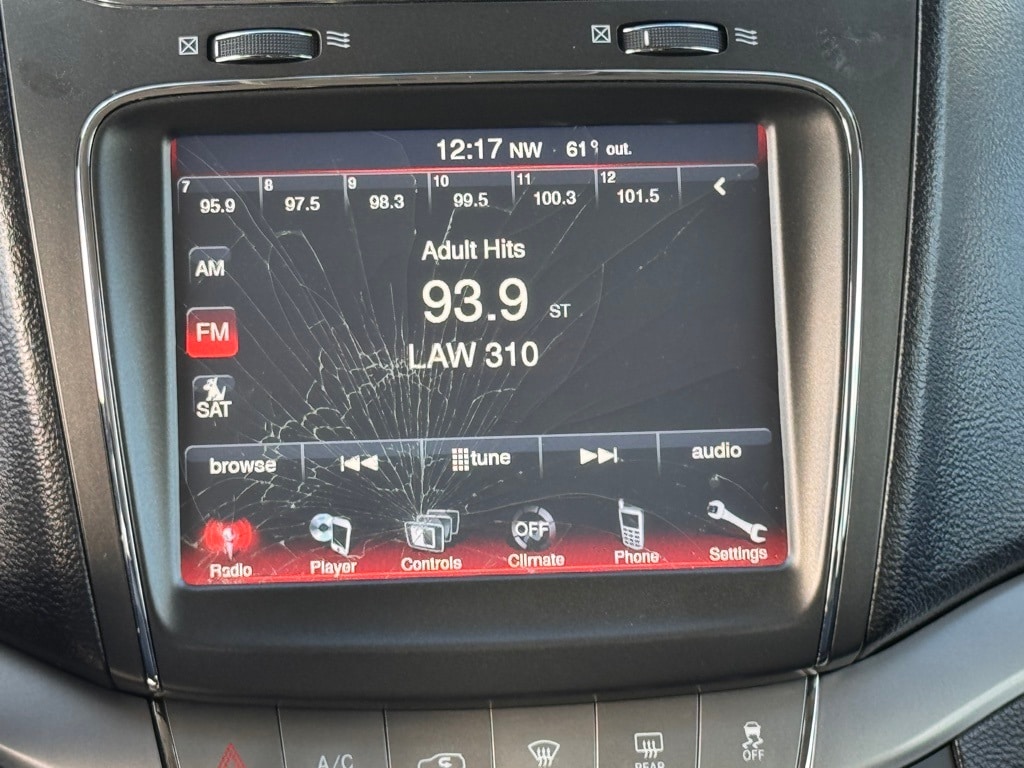 12:17 NW 61° out.
7 8 9 10 11 12
95.9 97.5 98.3 99.5 100.3 101.5
Adult Hits
AM
93.9 ST
FM
LAW 310
SAT
browse tune audio
OFF
Radio Player Controls Climate Phone Settings
A/C REAR OFF